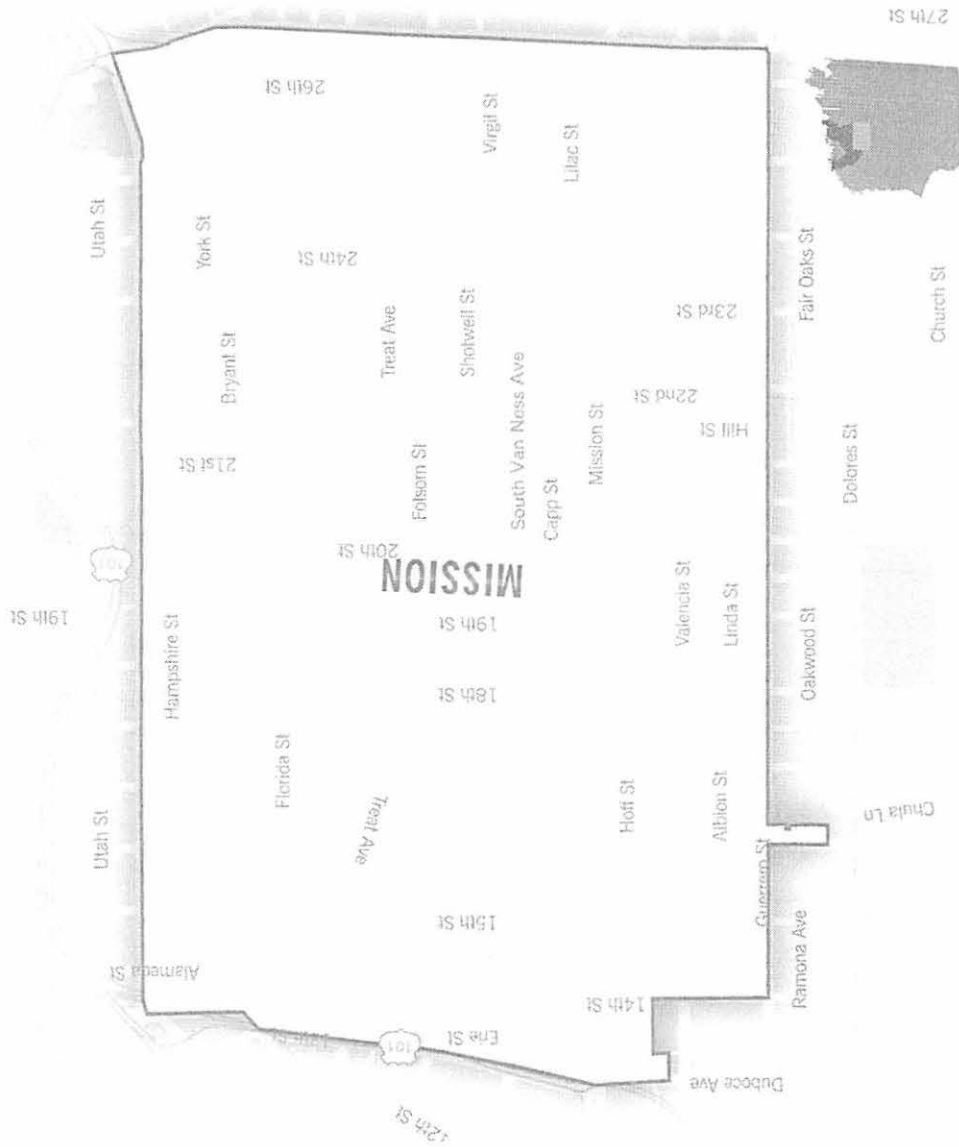 12th St
Duboce Ave
Erie St
101
14th St
Alameda St
15th St
Ramona Ave
Guerrero St
Chula Ln
Utah St
Treat Ave
Hoff St
Albion St
Florida St
18th St
Hampshire St
Oakwood St
19th St
19th St
Valencia St
Linda St
MISSION
101
20th St
21st St
Folsom St
South Van Ness Ave
Capp St
Mission St
Dolores St
Hill St
22nd St
Bryant St
Treat Ave
Shotwell St
23rd St
Fair Oaks St
Church St
24th St
York St
Utah St
Lilac St
Virgil St
26th St
27th St